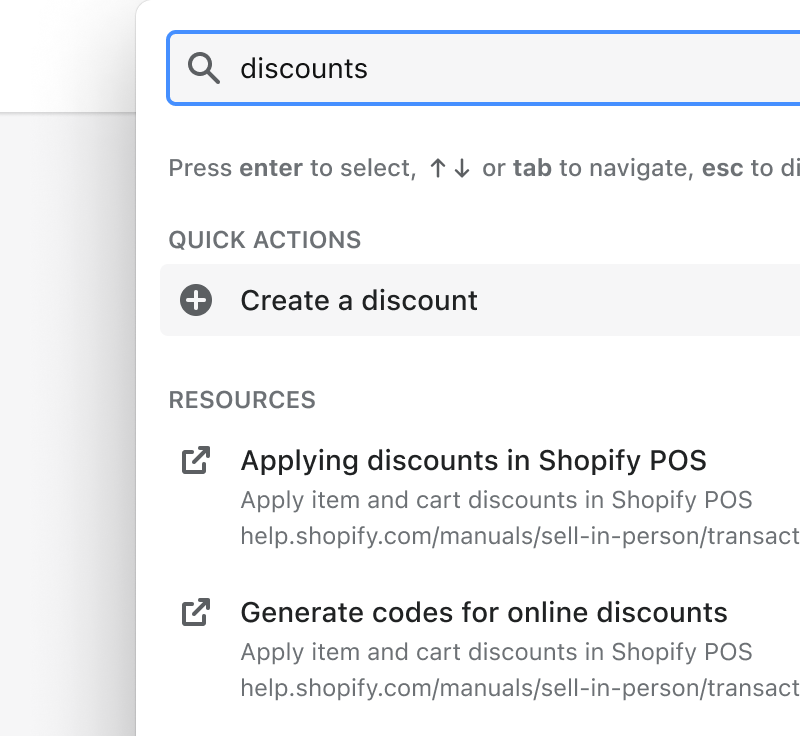 discounts
Press enter to select, ↑↓ or tab to navigate, esc to
QUICK ACTIONS
Create a discount
RESOURCES
Applying discounts in Shopify POS
Apply item and cart discounts in Shopify POS
help.shopify.com/manuals/sell-in-person/transact
Generate codes for online discounts
Apply item and cart discounts in Shopify POS
help.shopify.com/manuals/sell-in-person/transact